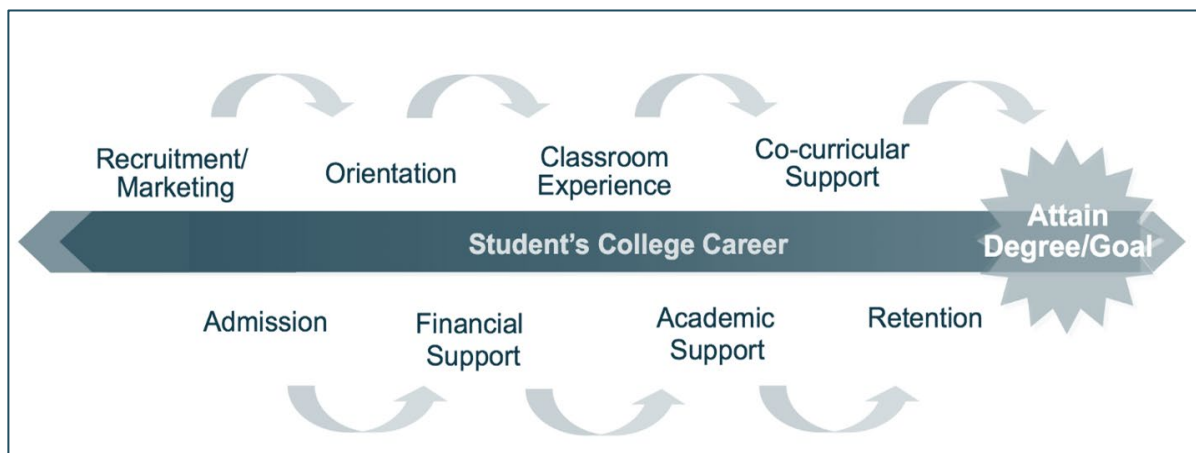 Recruitment/
Marketing
Orientation
Classroom
Experience
Co-curricular
Support
Attain
Degree/Goal
Student’s College Career
Admission
Financial
Support
Academic
Support
Retention